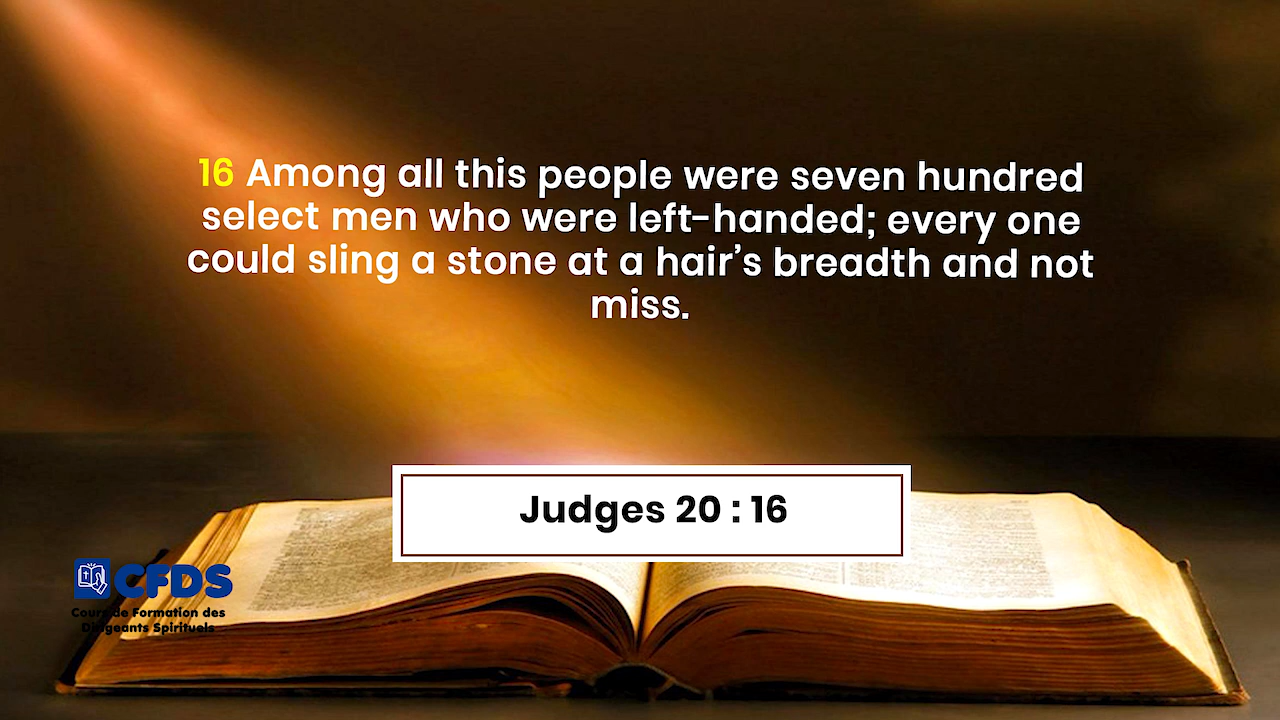 16 Among all this people were seven hundred
select men who were left-handed; every one
could sling a stone at a hair's breadth and not
miss.
Judges 20 : 16
CFDS
Cours de Formation des
Dirigeants Spirituels